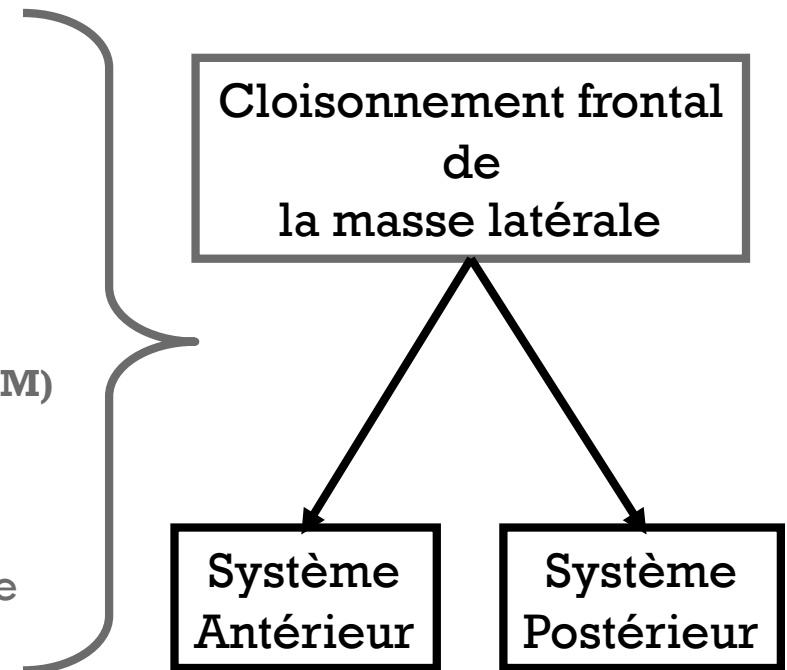 Cloisonnement frontal
de
la masse latérale
M)
e
Système
Antérieur
Système
Postérieur